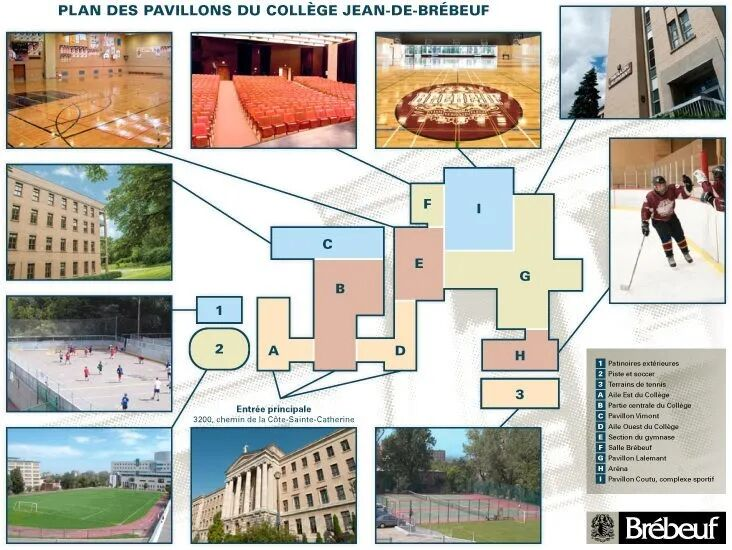 PLAN DES PAVILLONS DU COLLÈGE JEAN-DE-BRÉBEUF
BRÉBEUF
F
I
C
E
G
B
1
2
A
D
H
3
Entrée principale
3200, chemin de la Côte-Sainte-Catherine
1 Patinoires extérieures
2 Piste et soccer
3 Terrains de tennis
A Aile Est du Collège
B Partie centrale du Collège
C Pavillon Vimont
D Aile Ouest du Collège
E Section du gymnase
F Salle Brébeuf
G Pavillon Lalemant
H Aréna
I Pavillon Coutu, complexe sportif
Brébeuf